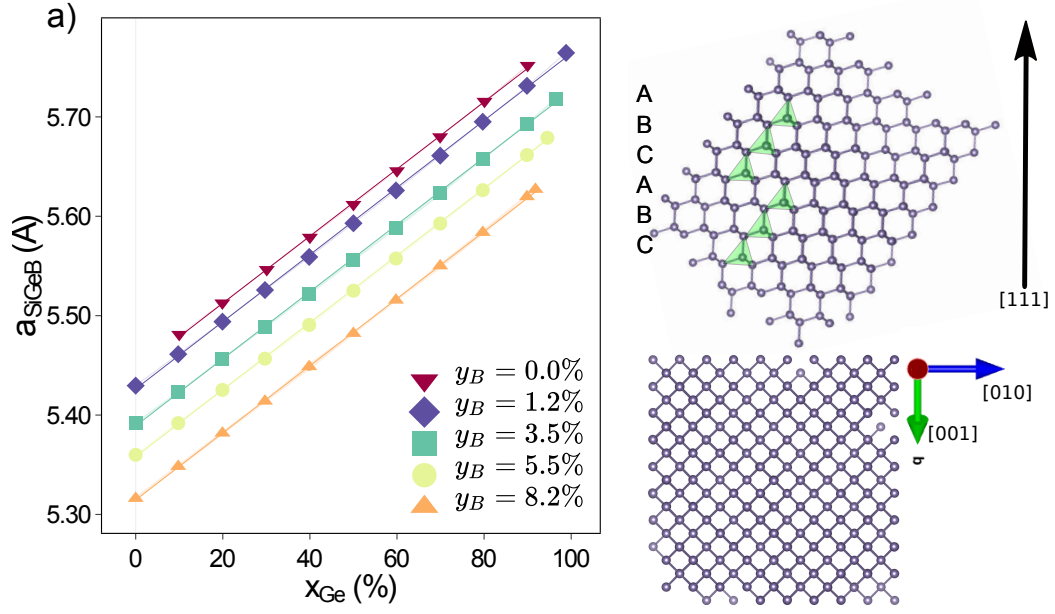 a)
a_SiGeB (A)
5.70
5.60
5.50
5.40
5.30
0 20 40 60 80 100
x_Ge (%)
y_B = 0.0%
y_B = 1.2%
y_B = 3.5%
y_B = 5.5%
y_B = 8.2%
A
B
C
A
B
C
[111]
[010]
[001]
b